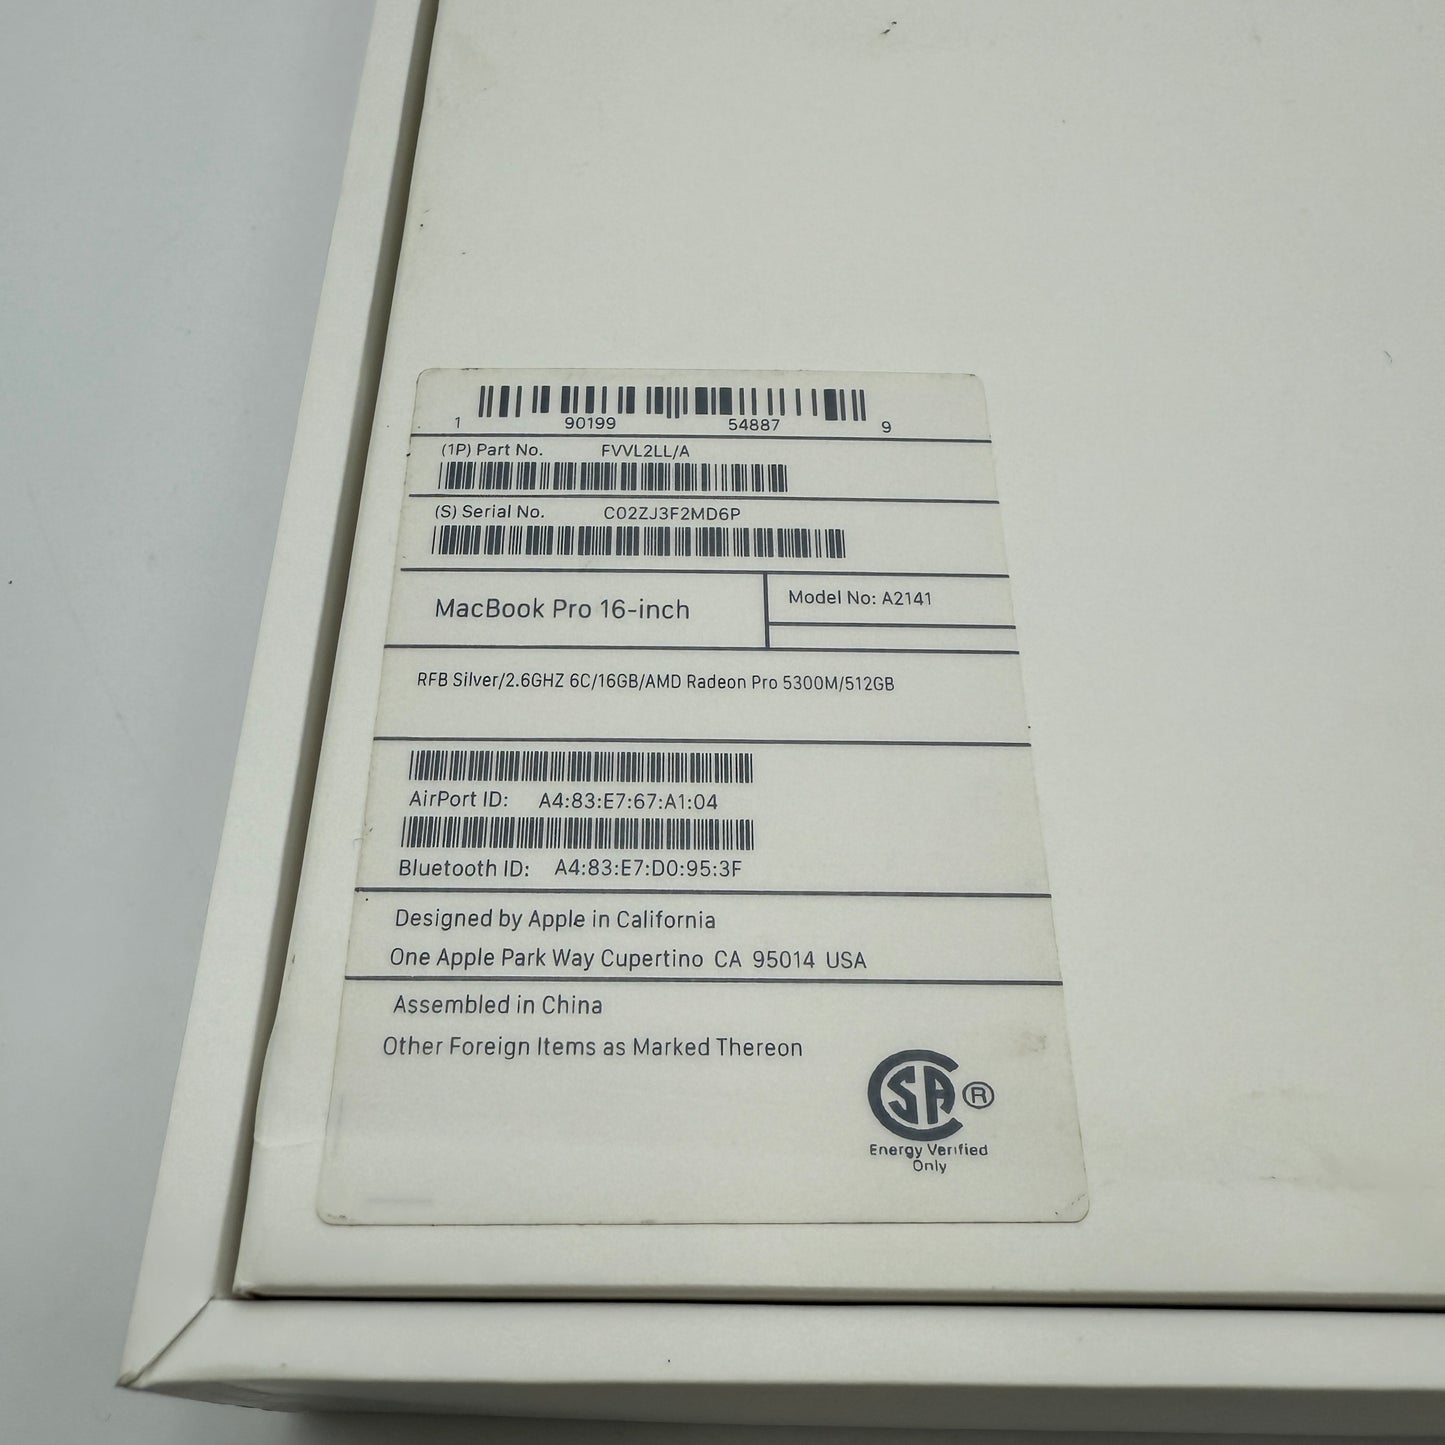 1 90199 54887 9
(1P) Part No. FVVL2LL/A
(S) Serial No. C02ZJ3F2MD6P
MacBook Pro 16-inch
Model No: A2141
RFB Silver/2.6GHZ 6C/16GB/AMD Radeon Pro 5300M/512GB
AirPort ID: A4:83:E7:67:A1:04
Bluetooth ID: A4:83:E7:D0:95:3F
Designed by Apple in California
One Apple Park Way Cupertino CA 95014 USA
Assembled in China
Other Foreign Items as Marked Thereon
CSA ®
Energy Verified
Only